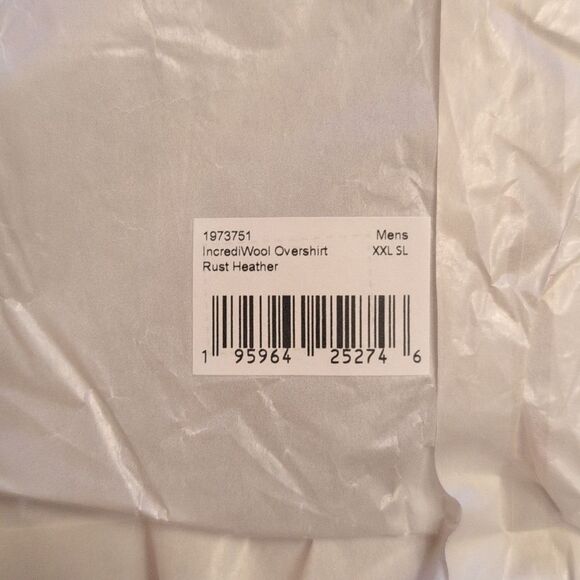 1973751 Mens
IncrediWool Overshirt XXL SL
Rust Heather
1 95964 25274 6